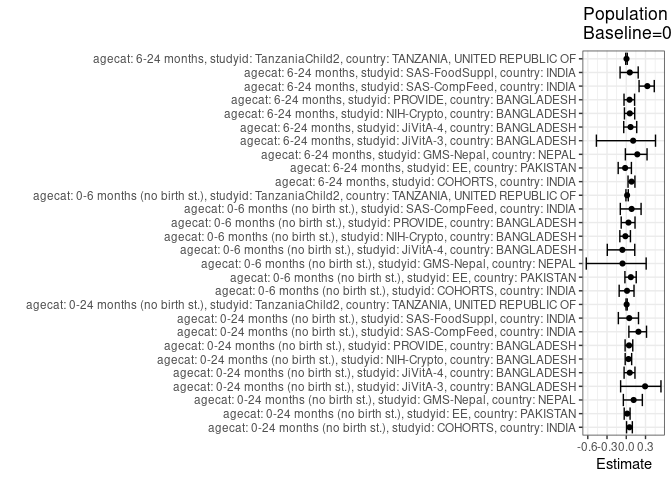 Population
Baseline=0
agecat: 6-24 months, studyid: TanzaniaChild2, country: TANZANIA, UNITED REPUBLIC OF
agecat: 6-24 months, studyid: SAS-FoodSuppl, country: INDIA
agecat: 6-24 months, studyid: SAS-CompFeed, country: INDIA
agecat: 6-24 months, studyid: PROVIDE, country: BANGLADESH
agecat: 6-24 months, studyid: NIH-Crypto, country: BANGLADESH
agecat: 6-24 months, studyid: JiVitA-4, country: BANGLADESH
agecat: 6-24 months, studyid: JiVitA-3, country: BANGLADESH
agecat: 6-24 months, studyid: GMS-Nepal, country: NEPAL
agecat: 6-24 months, studyid: EE, country: PAKISTAN
agecat: 6-24 months, studyid: COHORTS, country: INDIA
agecat: 0-6 months (no birth st.), studyid: TanzaniaChild2, country: TANZANIA, UNITED REPUBLIC OF
agecat: 0-6 months (no birth st.), studyid: SAS-CompFeed, country: INDIA
agecat: 0-6 months (no birth st.), studyid: PROVIDE, country: BANGLADESH
agecat: 0-6 months (no birth st.), studyid: NIH-Crypto, country: BANGLADESH
agecat: 0-6 months (no birth st.), studyid: JiVitA-4, country: BANGLADESH
agecat: 0-6 months (no birth st.), studyid: GMS-Nepal, country: NEPAL
agecat: 0-6 months (no birth st.), studyid: EE, country: PAKISTAN
agecat: 0-6 months (no birth st.), studyid: COHORTS, country: INDIA
agecat: 0-24 months (no birth st.), studyid: TanzaniaChild2, country: TANZANIA, UNITED REPUBLIC OF
agecat: 0-24 months (no birth st.), studyid: SAS-FoodSuppl, country: INDIA
agecat: 0-24 months (no birth st.), studyid: SAS-CompFeed, country: INDIA
agecat: 0-24 months (no birth st.), studyid: PROVIDE, country: BANGLADESH
agecat: 0-24 months (no birth st.), studyid: NIH-Crypto, country: BANGLADESH
agecat: 0-24 months (no birth st.), studyid: JiVitA-4, country: BANGLADESH
agecat: 0-24 months (no birth st.), studyid: JiVitA-3, country: BANGLADESH
agecat: 0-24 months (no birth st.), studyid: GMS-Nepal, country: NEPAL
agecat: 0-24 months (no birth st.), studyid: EE, country: PAKISTAN
agecat: 0-24 months (no birth st.), studyid: COHORTS, country: INDIA
-0.6 -0.3 0.0 0.3
Estimate